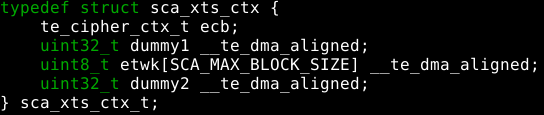 typedef struct sca_xts_ctx {
    te_cipher_ctx_t ecb;
    uint32_t dummy1 __te_dma_aligned;
    uint8_t etwk[SCA_MAX_BLOCK_SIZE] __te_dma_aligned;
    uint32_t dummy2 __te_dma_aligned;
} sca_xts_ctx_t;